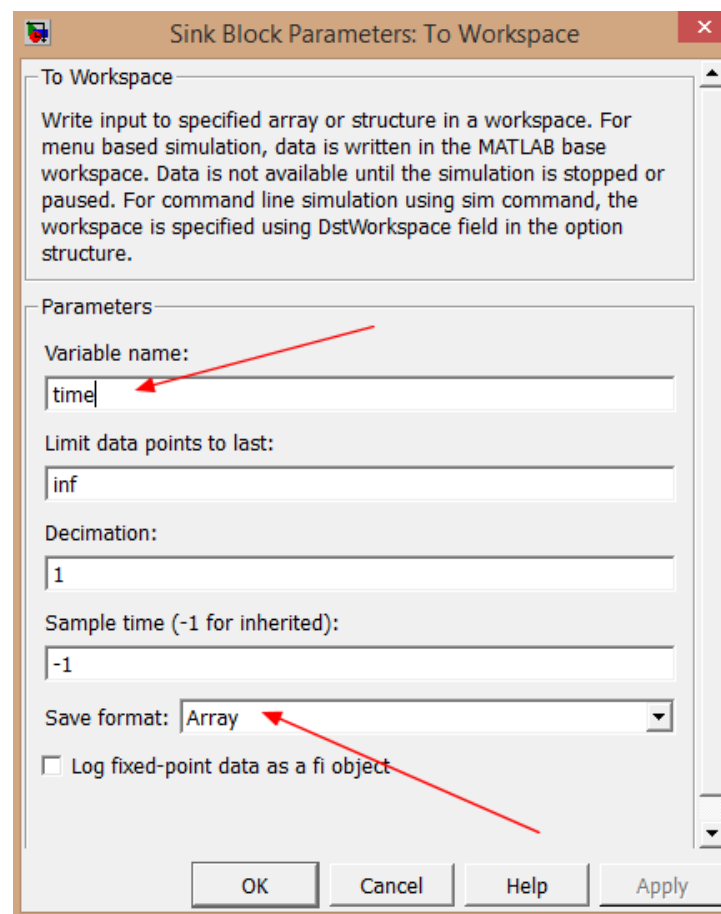 Sink Block Parameters: To Workspace
To Workspace
Write input to specified array or structure in a workspace. For
menu based simulation, data is written in the MATLAB base
workspace. Data is not available until the simulation is stopped or
paused. For command line simulation using sim command, the
workspace is specified using DstWorkspace field in the option
structure.
Parameters
Variable name:
time
Limit data points to last:
inf
Decimation:
1
Sample time (-1 for inherited):
-1
Save format: Array
Log fixed-point data as a fi object
OK Cancel Help Apply